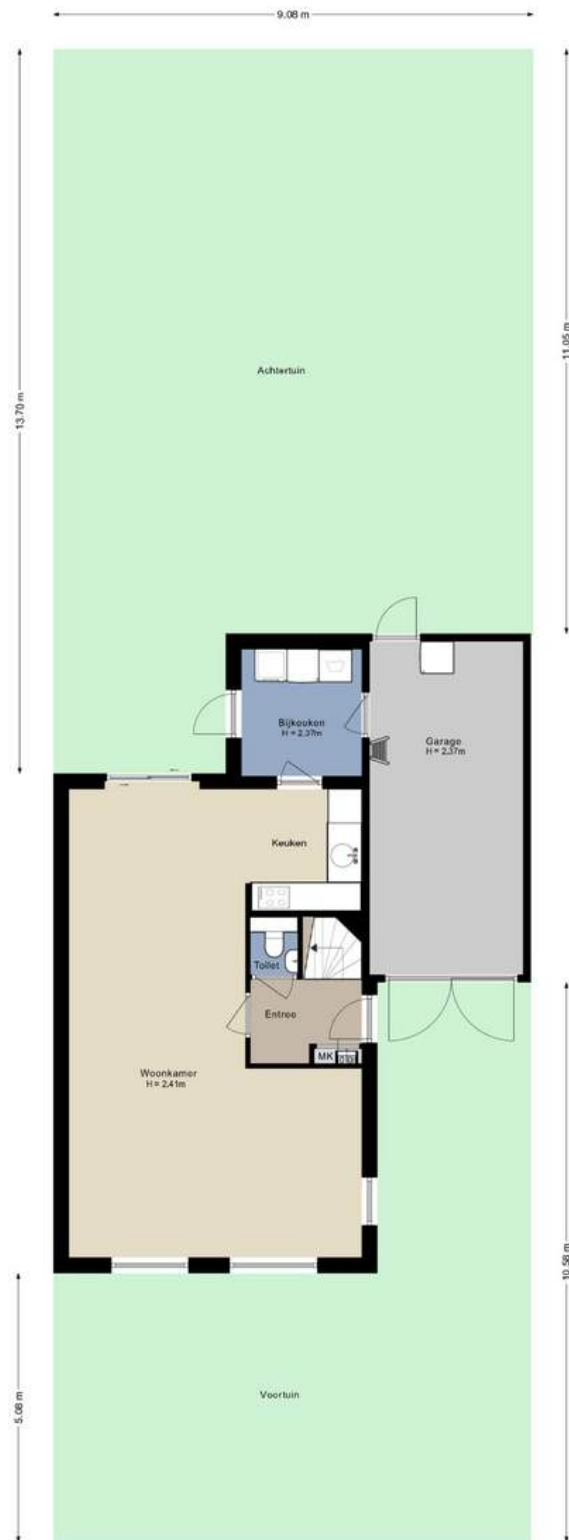 9.08 m
13.70 m
11.05 m
Achtertuin
Bijkeuken
H = 2,37m
Garage
H = 2,37m
Keuken
Toilet
Entree
MK
Woonkamer
H = 2,41m
10.58 m
5.08 m
Voortuin